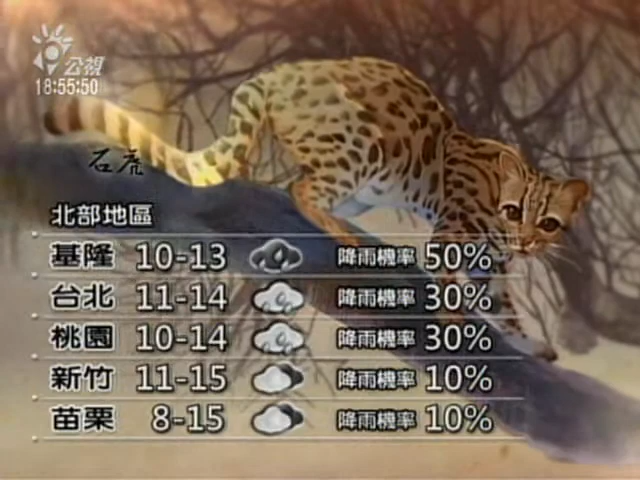 公視
18:55:50
石虎
北部地區
基隆 10-13 降雨機率 50%
台北 11-14 降雨機率 30%
桃園 10-14 降雨機率 30%
新竹 11-15 降雨機率 10%
苗栗 8-15 降雨機率 10%